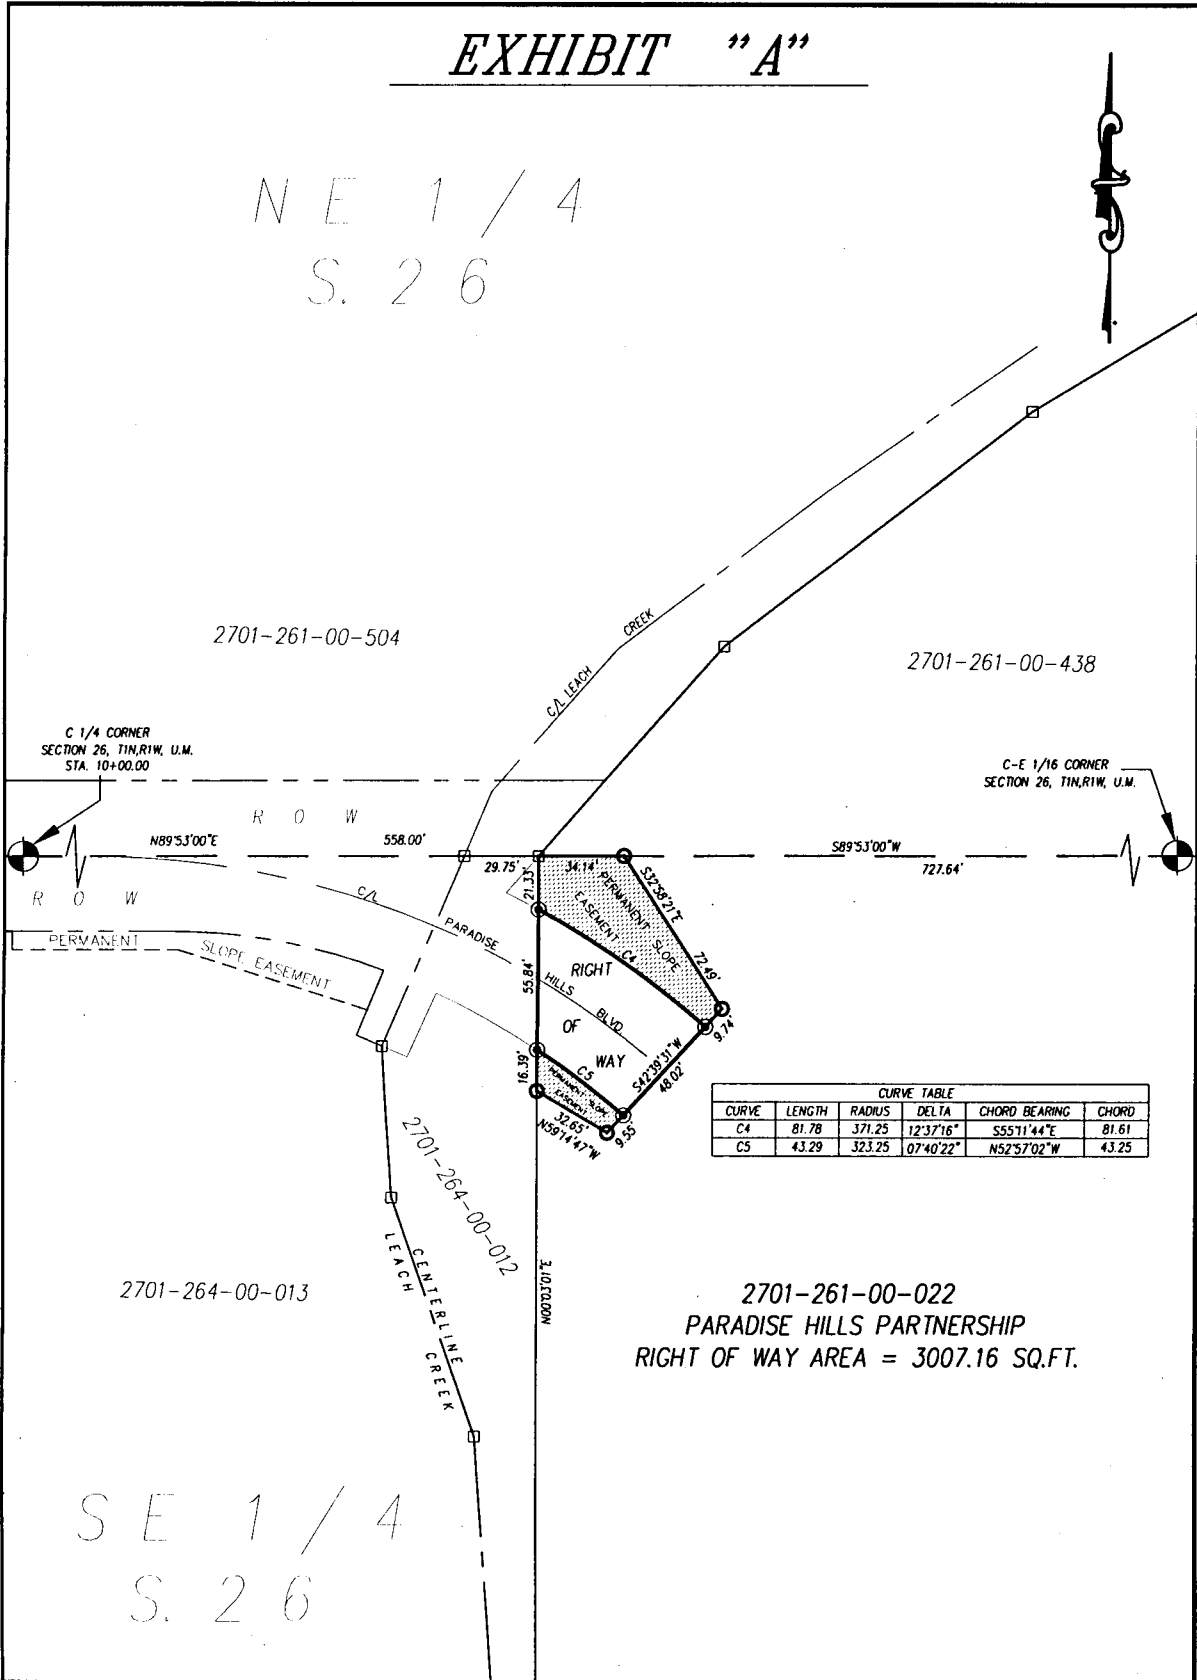 EXHIBIT "A"
NE 1/4
S. 26
2701-261-00-504
CREEK
C/L LEACH
2701-261-00-438
C 1/4 CORNER
SECTION 26, T1N,R1W, U.M.
STA. 10+00.00
C-E 1/16 CORNER
SECTION 26, T1N,R1W, U.M.
R O W
N89°53'00"E
558.00'
29.75'
34.14'
S89°53'00"W
727.64'
R O W
C/L
PARADISE
HILLS
BLVD.
21.33'
PERMANENT SLOPE
EASEMENT
S32°58'21"E
72.49'
PERMANENT
SLOPE EASEMENT
C4
RIGHT
OF
WAY
55.84'
9.74'
S42°39'31"W
48.02'
C5
16.39'
PERMANENT SLOPE
EASEMENT
32.65'
N59°14'47"W
9.55'
CURVE TABLE
CURVE LENGTH RADIUS DELTA CHORD BEARING CHORD
C4 81.78 371.25 12°37'16" S55°11'44"E 81.61
C5 43.29 323.25 07°40'22" N52°57'02"W 43.25
2701-264-00-012
2701-264-00-013
CENTERLINE
LEACH
CREEK
N00°03'01"E
2701-261-00-022
PARADISE HILLS PARTNERSHIP
RIGHT OF WAY AREA = 3007.16 SQ.FT.
SE 1/4
S. 26